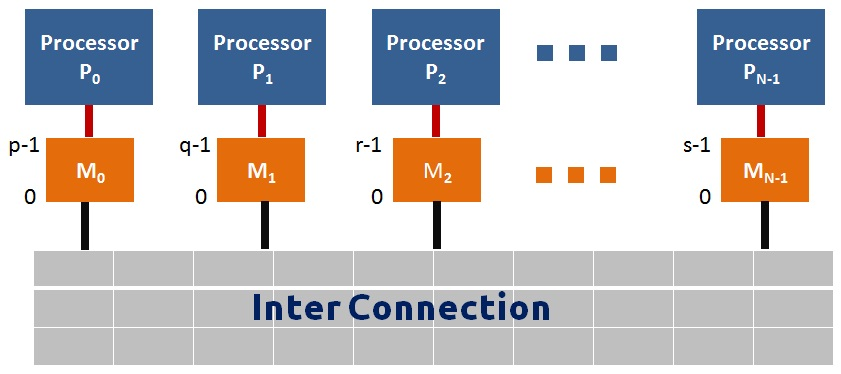 Processor
P0
Processor
P1
Processor
P2
Processor
PN-1
p-1
M0
0
q-1
M1
0
r-1
M2
0
s-1
MN-1
0
Inter Connection